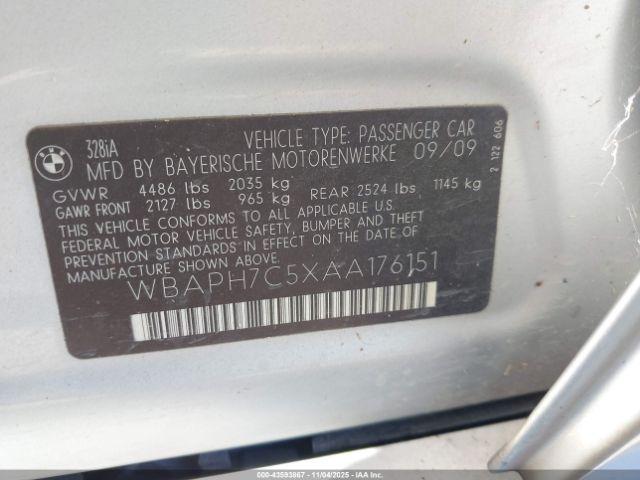 BMW
328iA
VEHICLE TYPE: PASSENGER CAR
MFD BY BAYERISCHE MOTORENWERKE 09/09
GVWR 4486 lbs 2035 kg
GAWR FRONT 2127 lbs 965 kg REAR 2524 lbs 1145 kg
THIS VEHICLE CONFORMS TO ALL APPLICABLE
FEDERAL MOTOR VEHICLE SAFETY, BUMPER AND THEFT
PREVENTION STANDARDS IN EFFECT ON THE DATE OF
MANUFACTURE SHOWN ABOVE.
WBAPH7C5XAA176151
2 122 606
000-43593867 - 11/04/2025 - IAAI